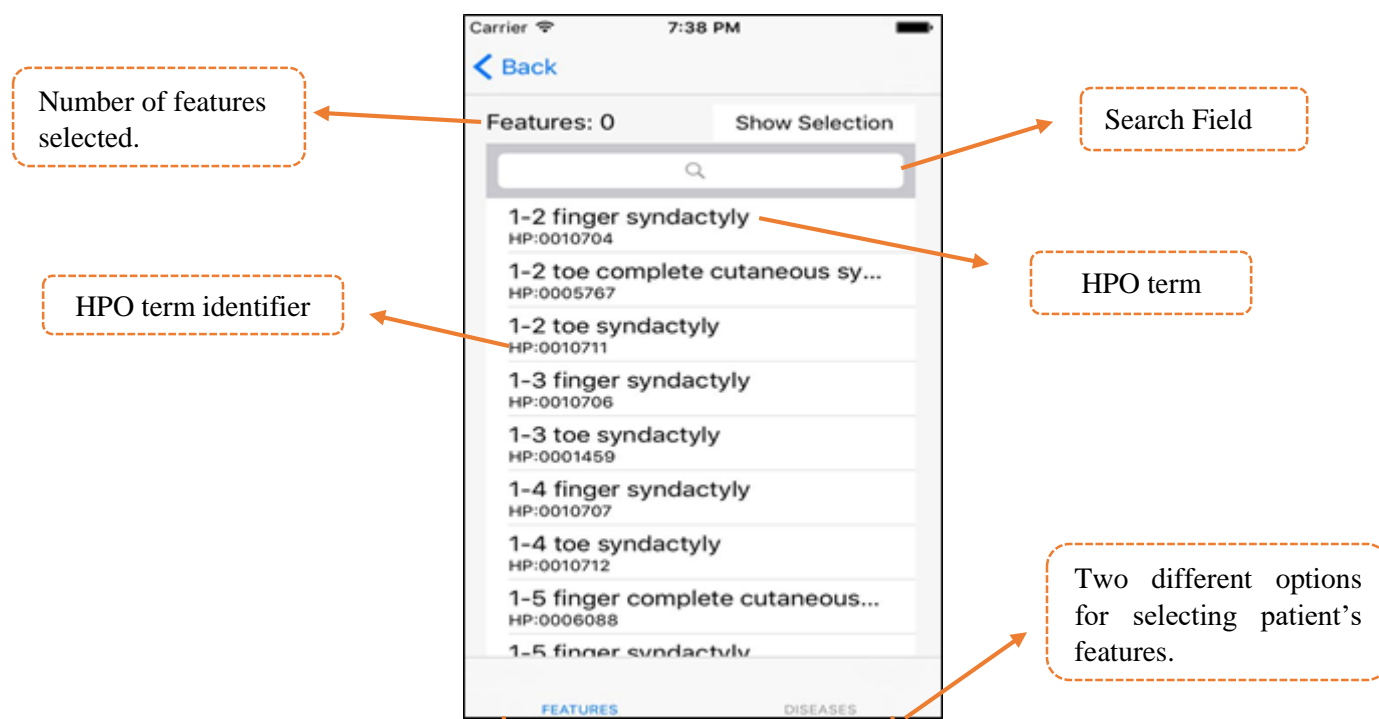 Carrier 7:38 PM
Back
Number of features
selected.
Features: 0 Show Selection
Search Field
1-2 finger syndactyly
HP:0010704
1-2 toe complete cutaneous sy...
HP:0005767
HPO term
HPO term identifier
1-2 toe syndactyly
HP:0010711
1-3 finger syndactyly
HP:0010706
1-3 toe syndactyly
HP:0001459
1-4 finger syndactyly
HP:0010707
1-4 toe syndactyly
HP:0010712
1-5 finger complete cutaneous...
HP:0006088
1-5 finger syndactyly
Two different options
for selecting patient’s
features.
FEATURES DISEASES